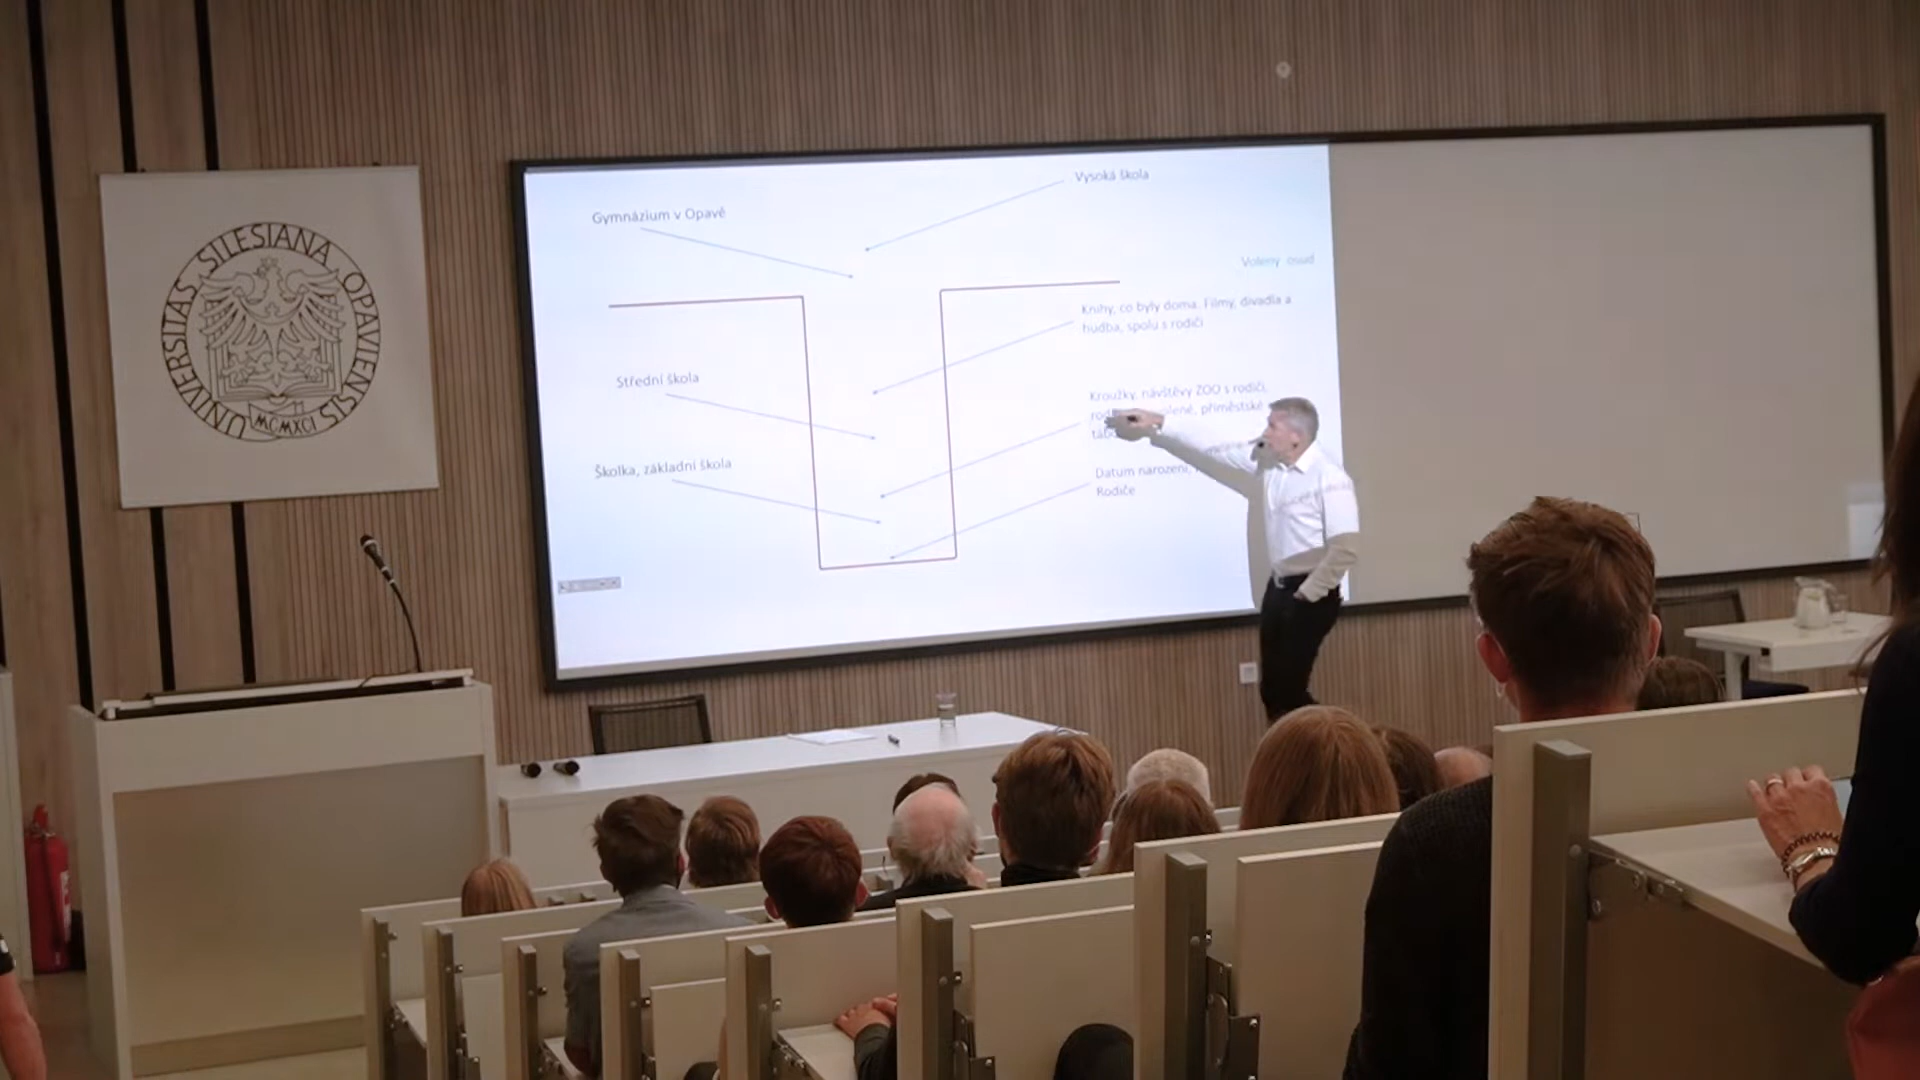 UNIVERSITAS SILESIANA OPAVIENSIS
MCMXCI
Gymnázium v Opavě
Vysoká škola
Volený osud
Knihy, co byly doma. Filmy, divadla a
hudba, spolu s rodiči
Střední škola
Kroužky, návštěvy ZOO s rodiči,
příměstské
Školka, základní škola
Datum narození,
Rodiče